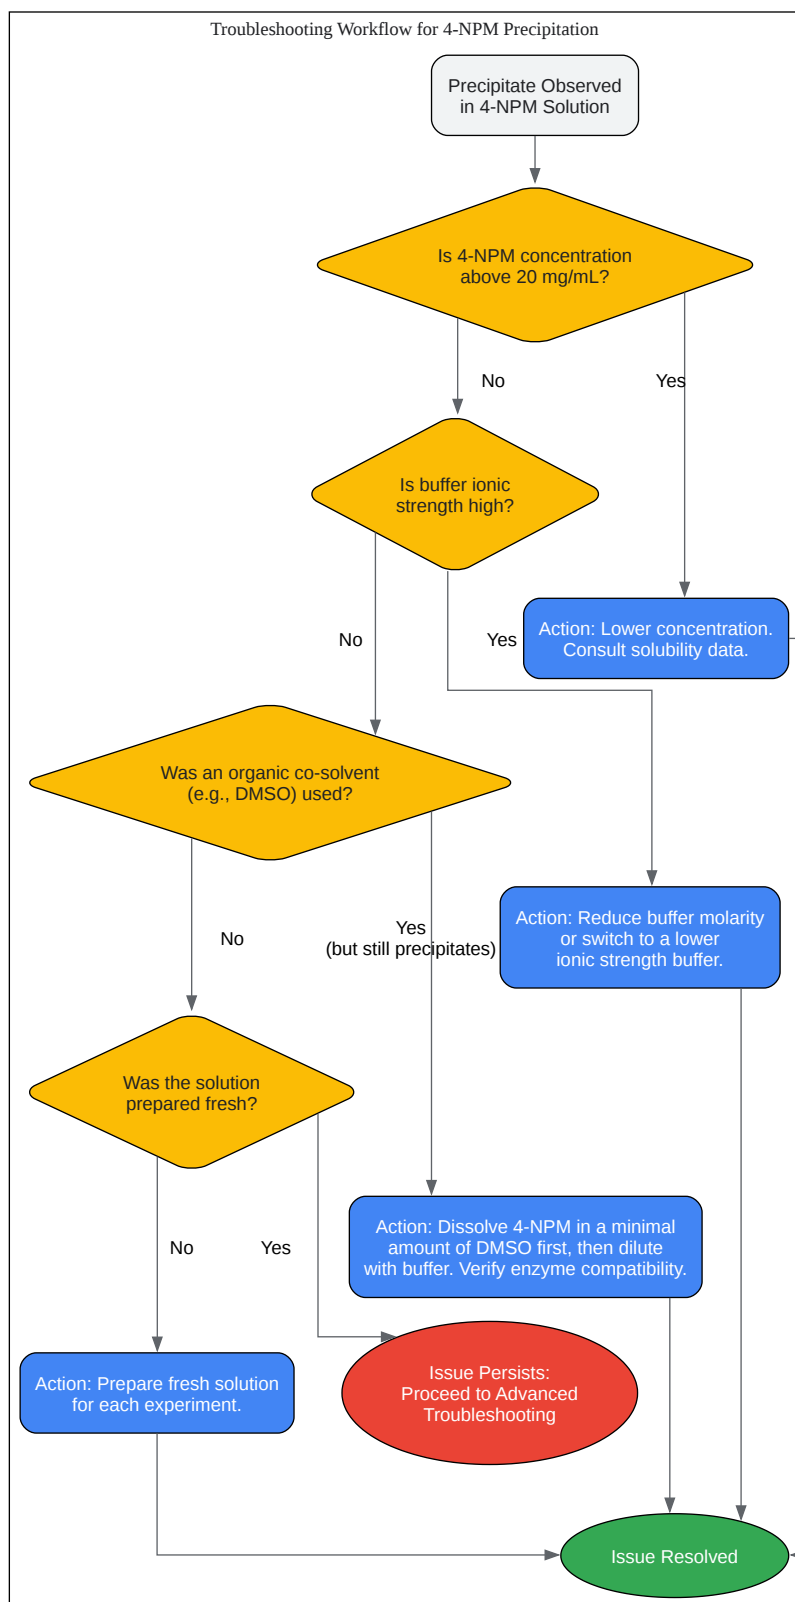 Troubleshooting Workflow for 4-NPM Precipitation
Precipitate Observed
in 4-NPM Solution
Is 4-NPM concentration
above 20 mg/mL?
No
Yes
Is buffer ionic
strength high?
Action: Lower concentration.
Consult solubility data.
No
Yes
Was an organic co-solvent
(e.g., DMSO) used?
Action: Reduce buffer molarity
or switch to a lower
ionic strength buffer.
No
Yes
(but still precipitates)
Was the solution
prepared fresh?
Action: Dissolve 4-NPM in a minimal
amount of DMSO first, then dilute
with buffer. Verify enzyme compatibility.
No
Yes
Action: Prepare fresh solution
for each experiment.
Issue Persists:
Proceed to Advanced
Troubleshooting
Issue Resolved